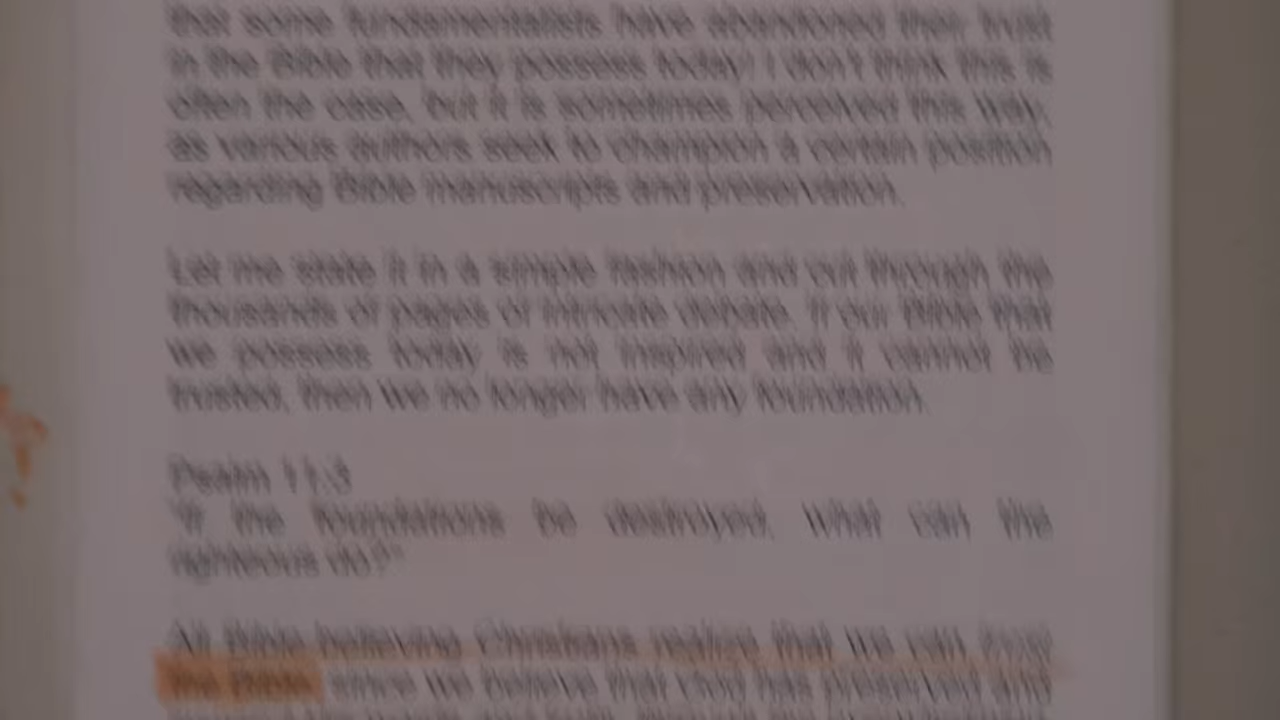 that some fundamentalists have abandoned their trust
in the Bible that they possess today! I don't think this is
often the case, but it is sometimes perceived this way,
as various authors seek to champion a certain position
regarding Bible manuscripts and preservation.
Let me state it in a simple fashion and cut through the
thousands of pages of intricate debate. If our Bible that
we possess today is not inspired and it cannot be
trusted, then we no longer have any foundation.
Psalm 11:3
"If the foundations be destroyed, what can the
righteous do?"
All Bible believing Christians realize that we can trust
the Bible, since we believe that God has preserved and